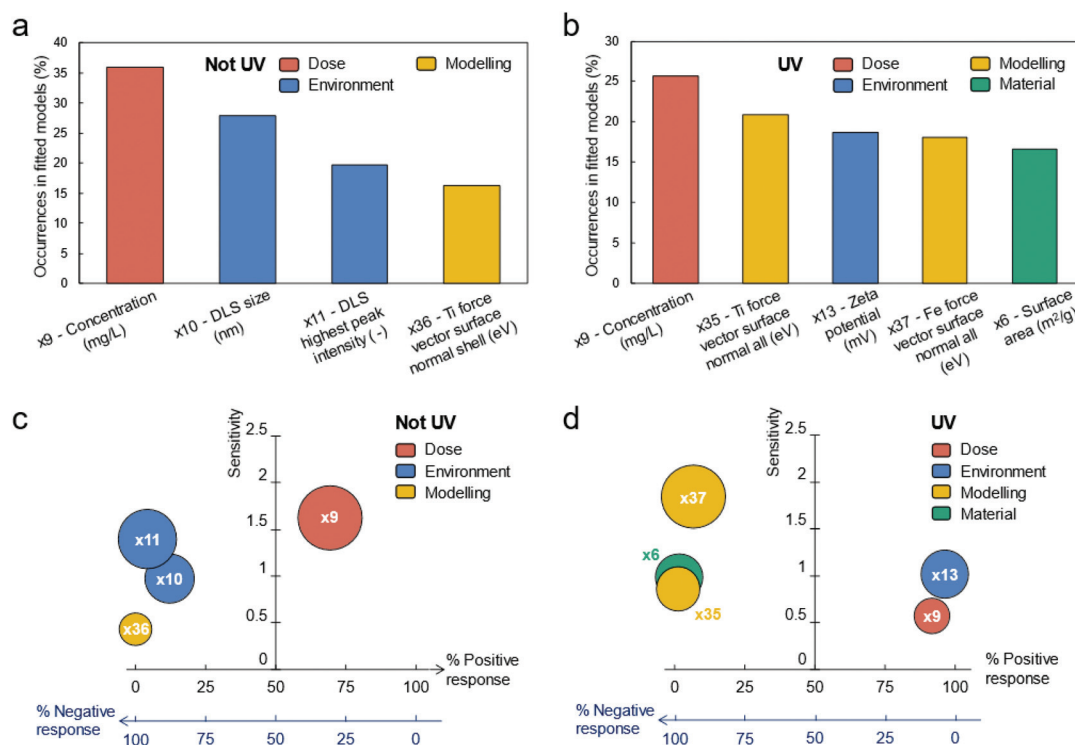 a
Occurrences in fitted models (%)
40
35
30
25
20
15
10
5
0
Not UV
Dose
Environment
Modelling
x9 - Concentration
(mg/L)
x10 - DLS size
(nm)
x11 - DLS
highest peak
intensity (-)
x36 - Ti force
vector surface
normal shell (eV)
b
Occurrences in fitted models (%)
30
25
20
15
10
5
0
UV
Dose
Environment
Modelling
Material
x9 - Concentration
(mg/L)
x35 - Ti force
vector surface
normal all (eV)
x13 - Zeta
potential
(mV)
x37 - Fe force
vector surface
normal all
(eV)
x6 - Surface
area (m²/g)
c
Sensitivity
2.5
2
1.5
1
0.5
0
Not UV
Dose
Environment
Modelling
x11
x10
x36
x9
% Positive
response
0 25 50 75 100
% Negative
response
100 75 50 25 0
d
Sensitivity
2.5
2
1.5
1
0.5
0
UV
Dose
Environment
Modelling
Material
x37
x6
x35
x13
x9
% Positive
response
0 25 50 75 100
% Negative
response
100 75 50 25 0